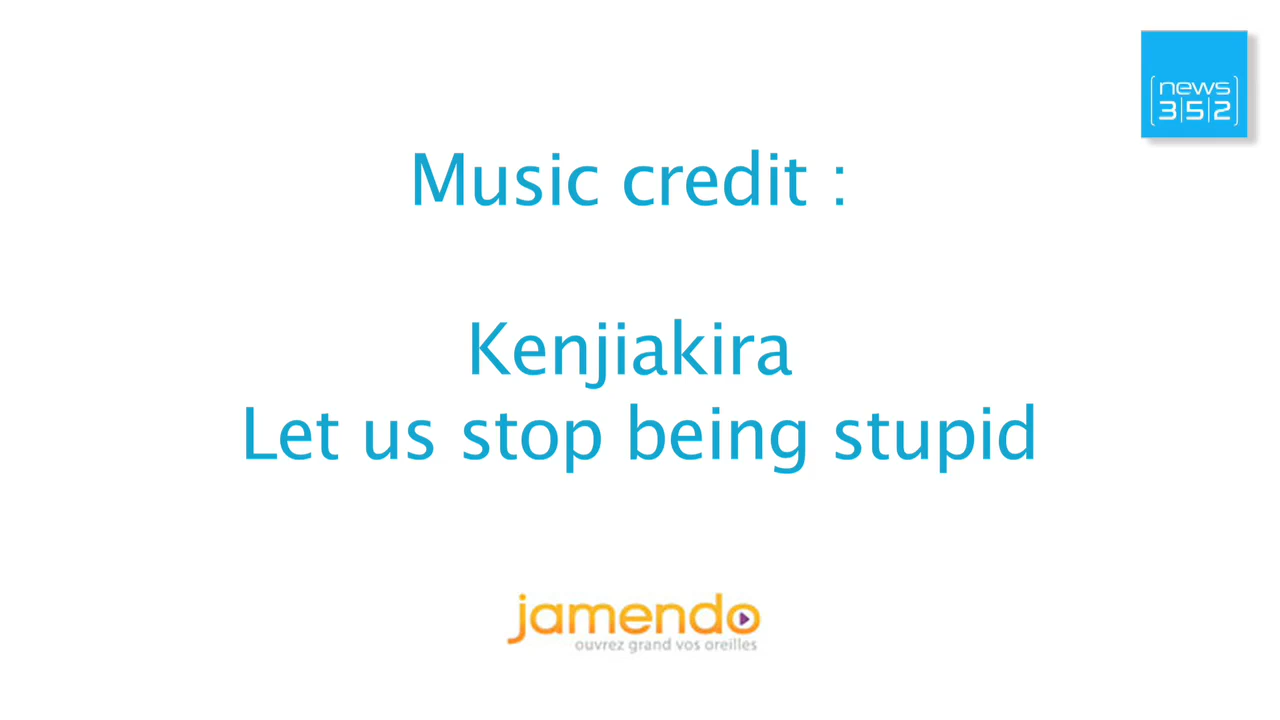 news
3|5|2
Music credit :
Kenjiakira
Let us stop being stupid
jamendo
ouvrez grand vos oreilles